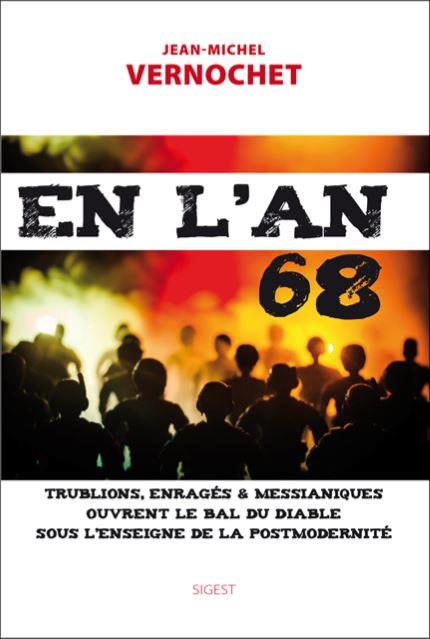 JEAN-MICHEL
VERNOCHET
EN L'AN
68
TRUBLIONS, ENRAGÉS & MESSIANIQUES
OUVRENT LE BAL DU DIABLE
SOUS L'ENSEIGNE DE LA POSTMODERNITÉ
SIGEST